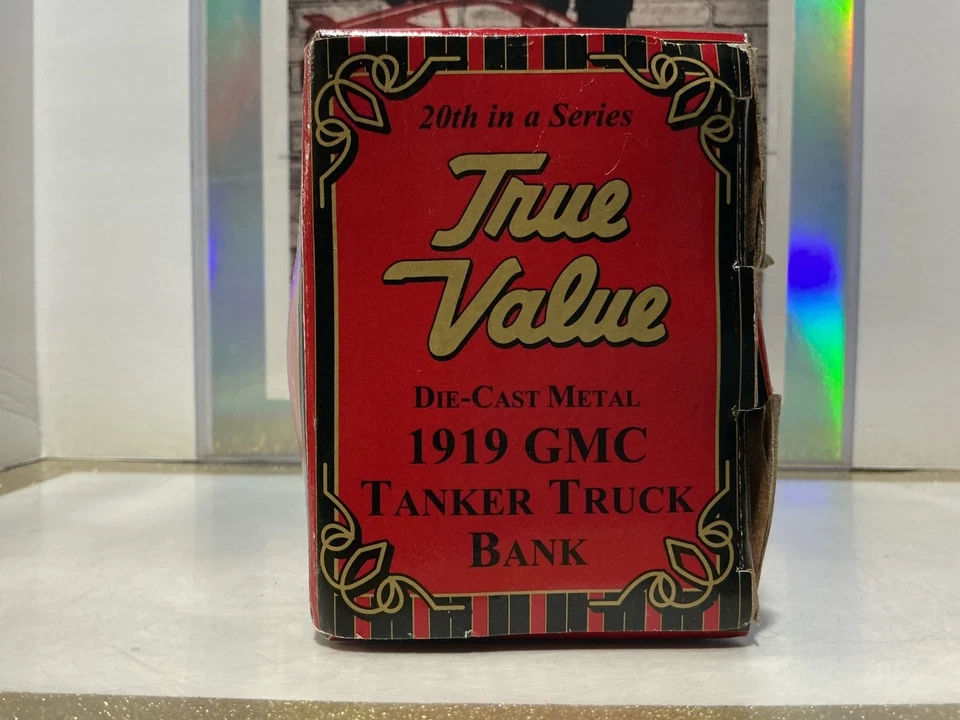 20th in a Series
True
Value
DIE-CAST METAL
1919 GMC
TANKER TRUCK
BANK